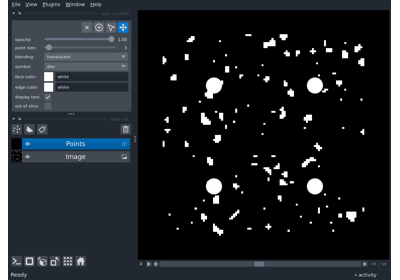 File View Plugins Window Help
opacity: 1.00
point size: 3
blending: translucent
symbol: disc
face color: white
edge color: white
display text: ✓
out of slice:
Points
Image
Ready
activity